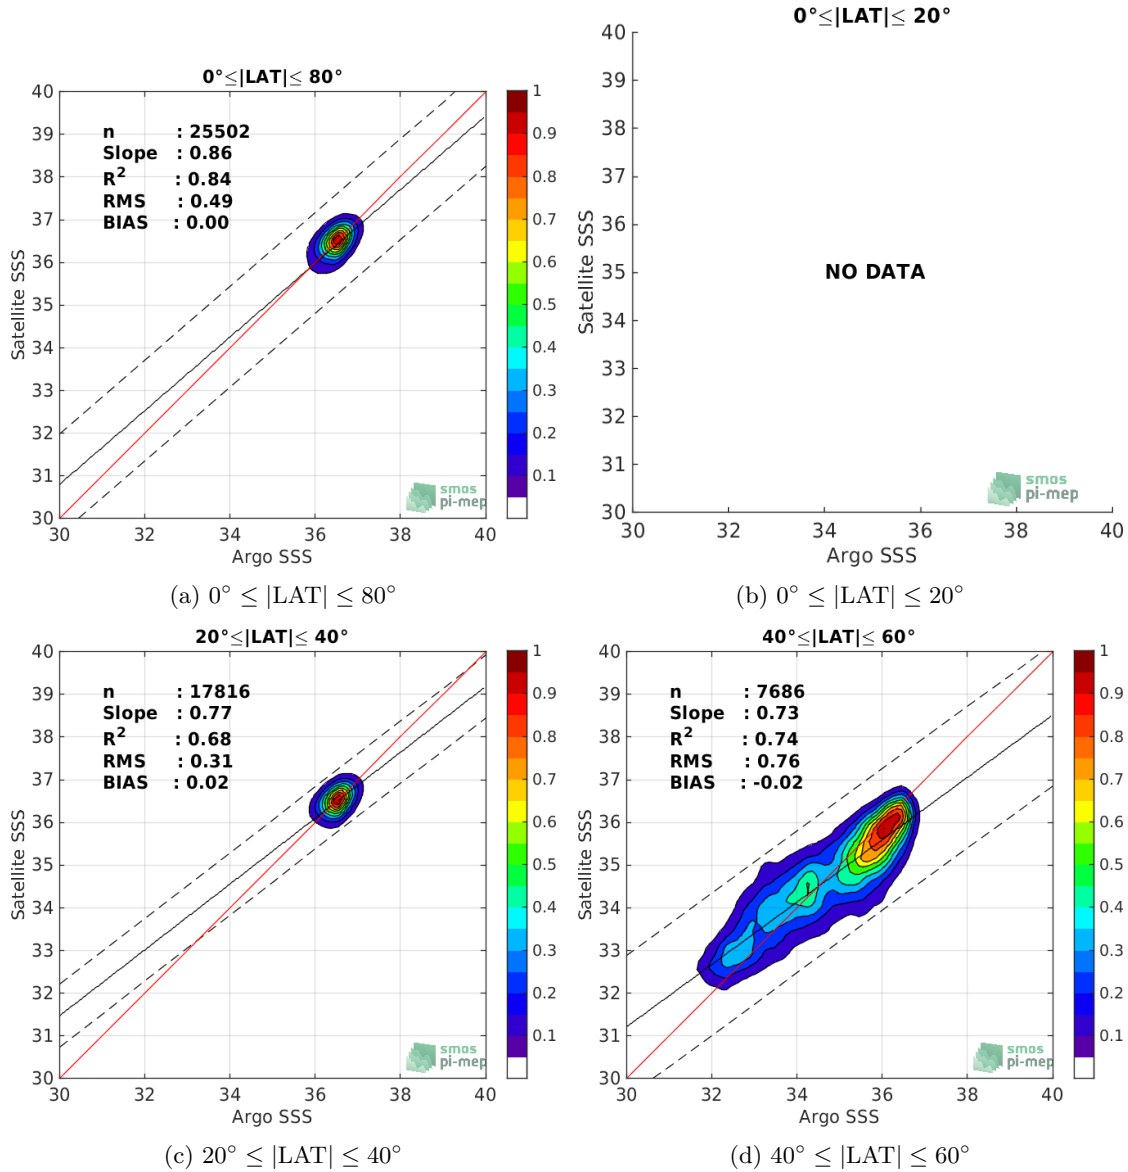 0°≤|LAT|≤ 80°
40
39
38
37
36
35
34
33
32
31
30
30
32
34
36
38
40
Satellite SSS
Argo SSS
n : 25502
Slope : 0.86
R² : 0.84
RMS : 0.49
BIAS : 0.00
1
0.9
0.8
0.7
0.6
0.5
0.4
0.3
0.2
0.1
smos
pi-mep
(a) 0° ≤ |LAT| ≤ 80°
0°≤|LAT|≤ 20°
40
39
38
37
36
35
34
33
32
31
30
30
32
34
36
38
40
Satellite SSS
Argo SSS
NO DATA
smos
pi-mep
(b) 0° ≤ |LAT| ≤ 20°
20°≤|LAT|≤ 40°
40
39
38
37
36
35
34
33
32
31
30
30
32
34
36
38
40
Satellite SSS
Argo SSS
n : 17816
Slope : 0.77
R² : 0.68
RMS : 0.31
BIAS : 0.02
1
0.9
0.8
0.7
0.6
0.5
0.4
0.3
0.2
0.1
smos
pi-mep
(c) 20° ≤ |LAT| ≤ 40°
40°≤|LAT|≤ 60°
40
39
38
37
36
35
34
33
32
31
30
30
32
34
36
38
40
Satellite SSS
Argo SSS
n : 7686
Slope : 0.73
R² : 0.74
RMS : 0.76
BIAS : -0.02
1
0.9
0.8
0.7
0.6
0.5
0.4
0.3
0.2
0.1
smos
pi-mep
(d) 40° ≤ |LAT| ≤ 60°